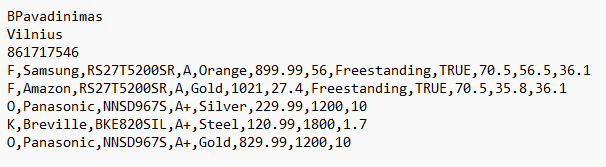 BPavadinimas
Vilnius
861717546
F,Samsung,RS27T5200SR,A,Orange,899.99,56,Freestanding,TRUE,70.5,56.5,36.1
F,Amazon,RS27T5200SR,A,Gold,1021,27.4,Freestanding,TRUE,70.5,35.8,36.1
O,Panasonic,NNSD967S,A+,Silver,229.99,1200,10
K,Breville,BKE820SIL,A+,Steel,120.99,1800,1.7
O,Panasonic,NNSD967S,A+,Gold,829.99,1200,10